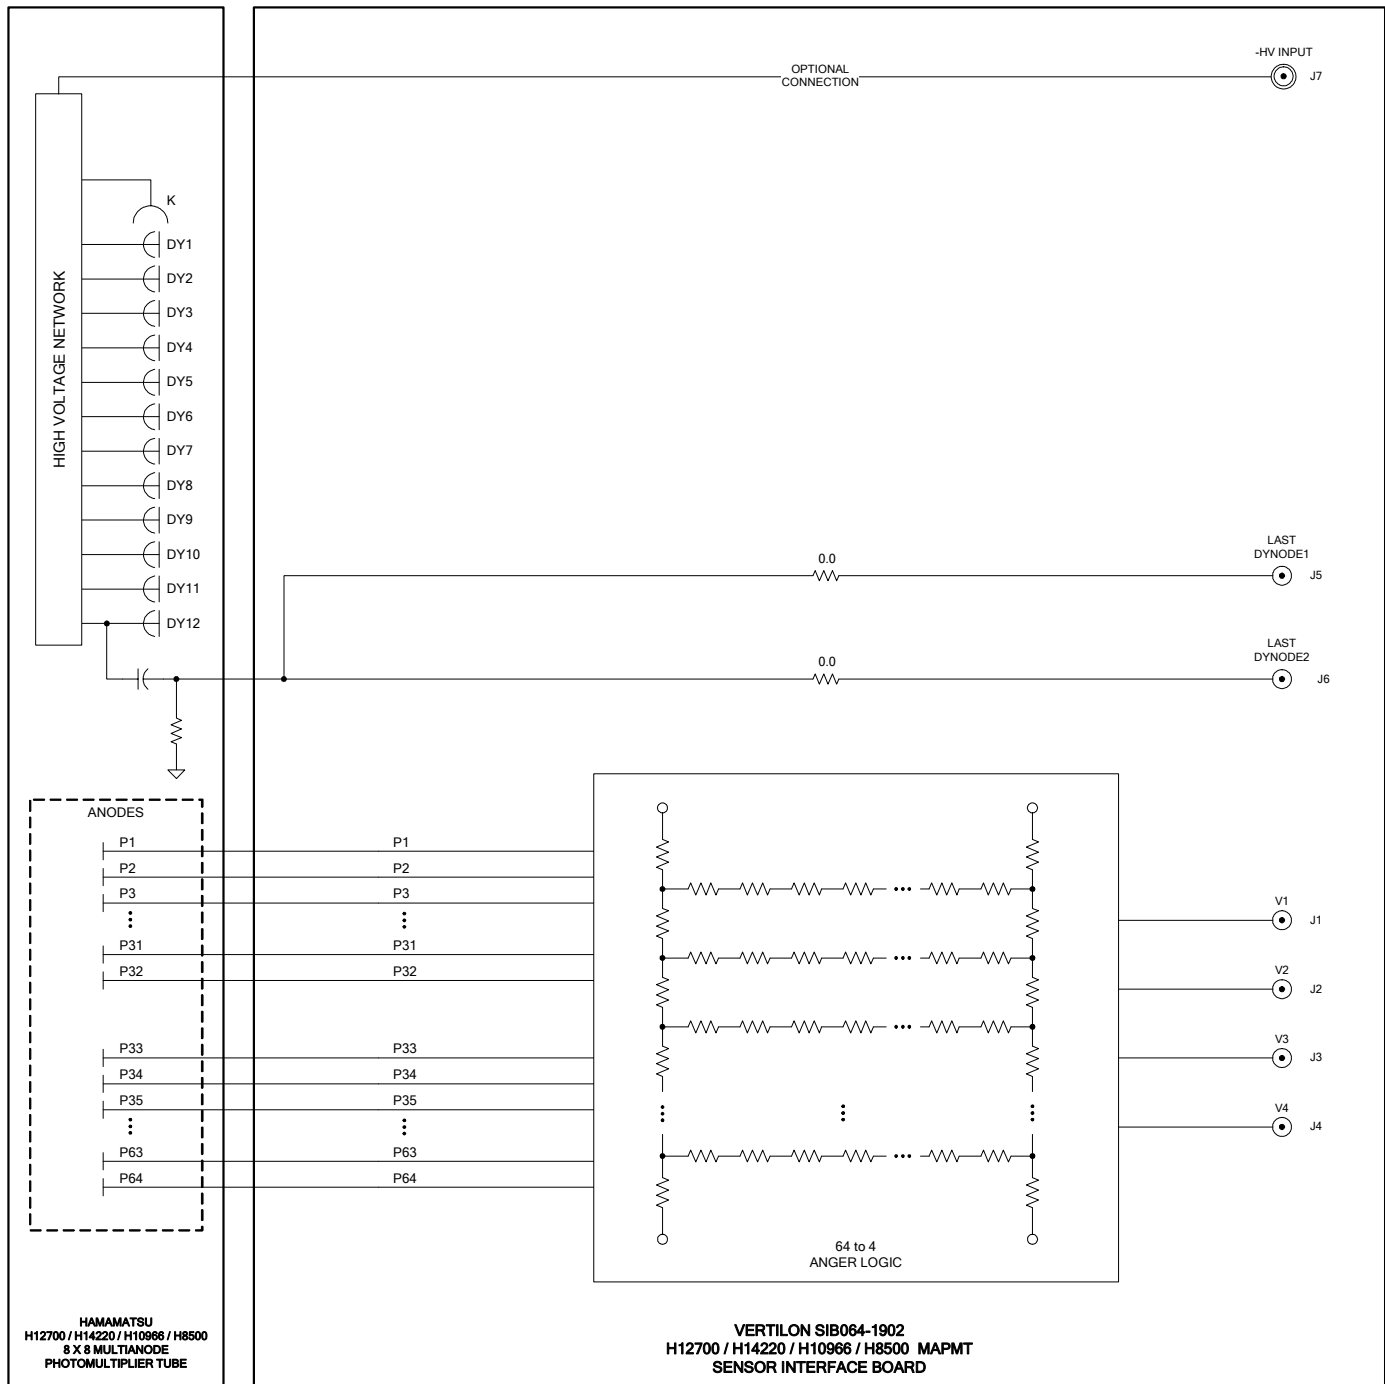 -HV INPUT
OPTIONAL
CONNECTION
J7
K
DY1
DY2
DY3
DY4
DY5
DY6
DY7
DY8
DY9
DY10
DY11
DY12
HIGH VOLTAGE NETWORK
LAST
DYNODE1
0.0
J5
LAST
DYNODE2
0.0
J6
ANODES
P1
P2
P3
P31
P32
P33
P34
P35
P63
P64
P1
P2
P3
P31
P32
P33
P34
P35
P63
P64
64 to 4
ANGER LOGIC
V1
J1
V2
J2
V3
J3
V4
J4
HAMAMATSU
H12700 / H14220 / H10966 / H8500
8 X 8 MULTIANODE
PHOTOMULTIPLIER TUBE
VERTILON SIB064-1902
H12700 / H14220 / H10966 / H8500 MAPMT
SENSOR INTERFACE BOARD